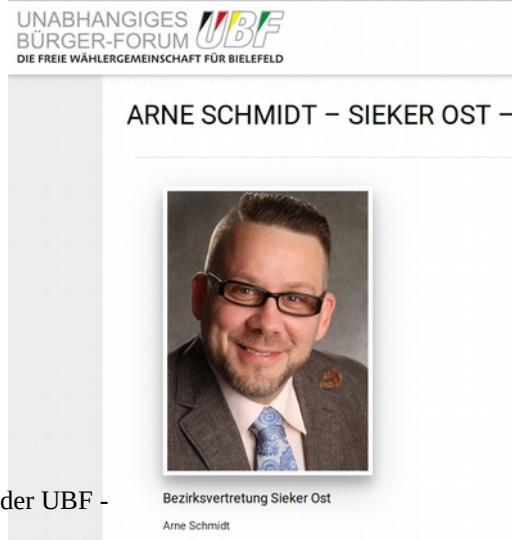 UNABHANGIGES
BÜRGER-FORUM UBF
DIE FREIE WÄHLERGEMEINSCHAFT FÜR BIELEFELD
ARNE SCHMIDT – SIEKER OST –
der UBF -
Bezirksvertretung Sieker Ost
Arne Schmidt